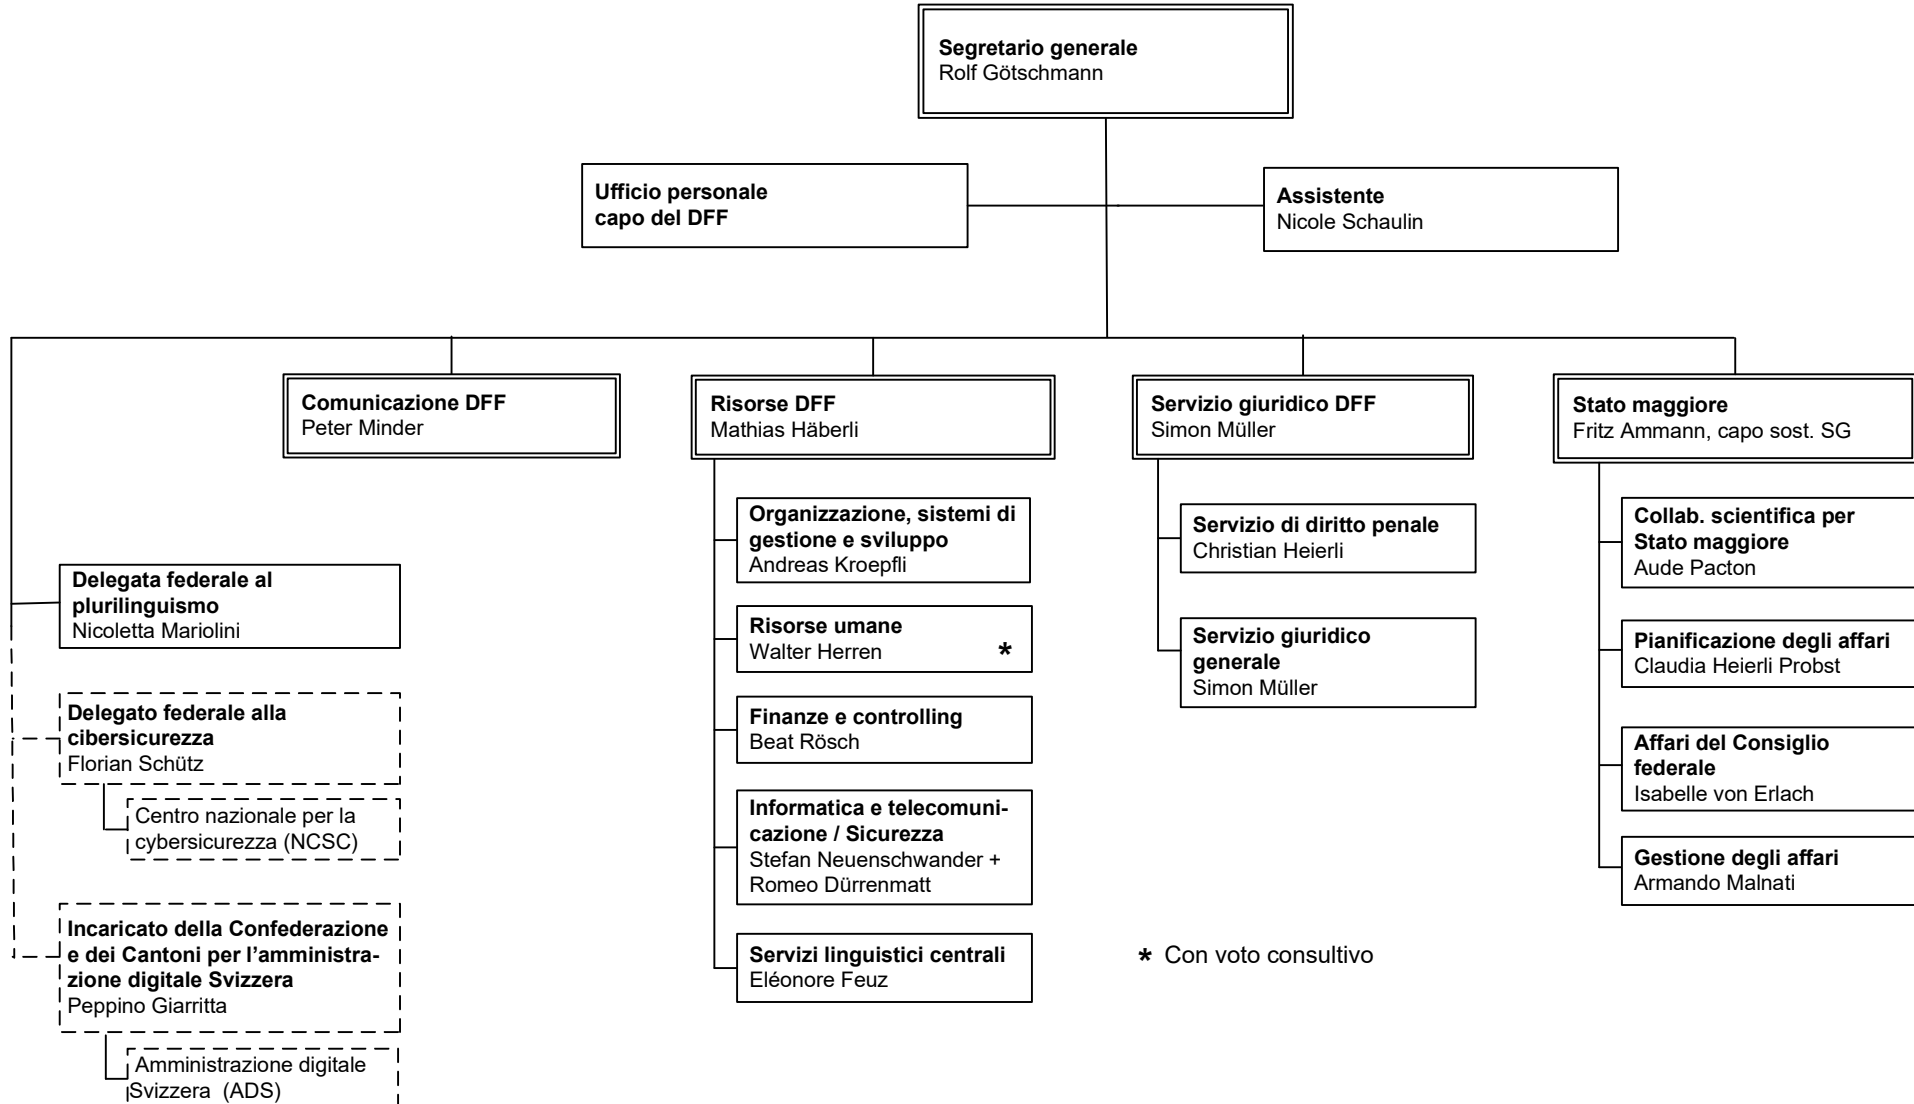 Segretario generale
Rolf Götschmann
Ufficio personale
capo del DFF
Assistente
Nicole Schaulin
Comunicazione DFF
Peter Minder
Risorse DFF
Mathias Häberli
Servizio giuridico DFF
Simon Müller
Stato maggiore
Fritz Ammann, capo sost. SG
Delegata federale al
plurilinguismo
Nicoletta Mariolini
Delegato federale alla
cibersicurezza
Florian Schütz
Centro nazionale per la
cybersicurezza (NCSC)
Incaricato della Confederazione
e dei Cantoni per l'amministra-
zione digitale Svizzera
Peppino Giarritta
Amministrazione digitale
Svizzera (ADS)
Organizzazione, sistemi di
gestione e sviluppo
Andreas Kroepfli
Risorse umane
Walter Herren *
Finanze e controlling
Beat Rösch
Informatica e telecomuni-
cazione / Sicurezza
Stefan Neuenschwander +
Romeo Dürrenmatt
Servizi linguistici centrali
Eléonore Feuz
Servizio di diritto penale
Christian Heierli
Servizio giuridico
generale
Simon Müller
Collab. scientifica per
Stato maggiore
Aude Pacton
Pianificazione degli affari
Claudia Heierli Probst
Affari del Consiglio
federale
Isabelle von Erlach
Gestione degli affari
Armando Malnati
* Con voto consultivo